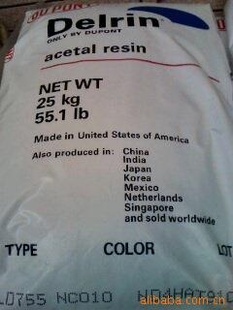 DU PONT
Delrin®
ONLY BY DUPONT
acetal resin
NET WT
25 kg
55.1 lb
Made in United States of America
Also produced in: China
India
Japan
Korea
Mexico
Netherlands
Singapore
and sold worldwide
TYPE COLOR LOT
NC010
alibaba.com.cn